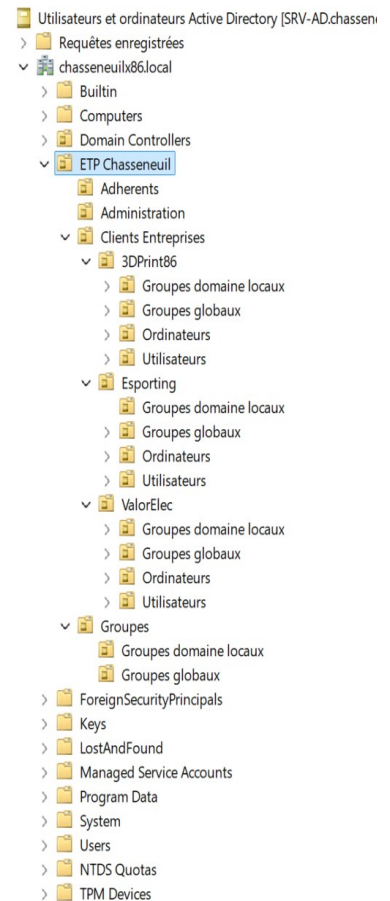 Utilisateurs et ordinateurs Active Directory [SRV-AD.chassene
Requêtes enregistrées
chasseneuilx86.local
Builtin
Computers
Domain Controllers
ETP Chasseneuil
Adherents
Administration
Clients Entreprises
3DPrint86
Groupes domaine locaux
Groupes globaux
Ordinateurs
Utilisateurs
Esporting
Groupes domaine locaux
Groupes globaux
Ordinateurs
Utilisateurs
ValorElec
Groupes domaine locaux
Groupes globaux
Ordinateurs
Utilisateurs
Groupes
Groupes domaine locaux
Groupes globaux
ForeignSecurityPrincipals
Keys
LostAndFound
Managed Service Accounts
Program Data
System
Users
NTDS Quotas
TPM Devices